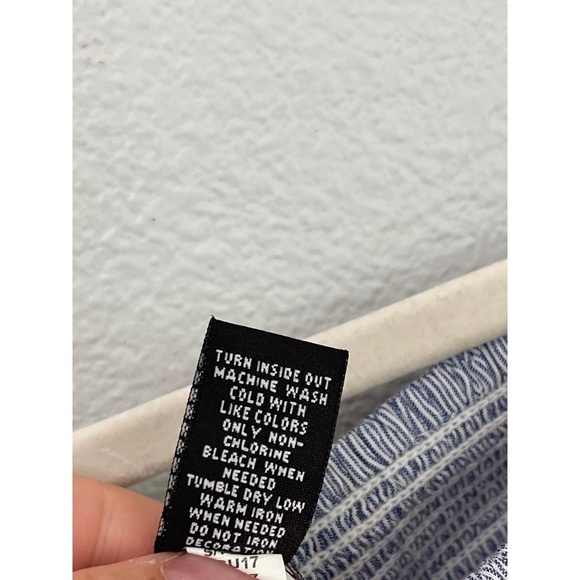 TURN INSIDE OUT
MACHINE WASH
COLD WITH
LIKE COLORS
ONLY NON-
CHLORINE
BLEACH WHEN
NEEDED
TUMBLE DRY LOW
WARM IRON
WHEN NEEDED
DO NOT IRON
DECORATION